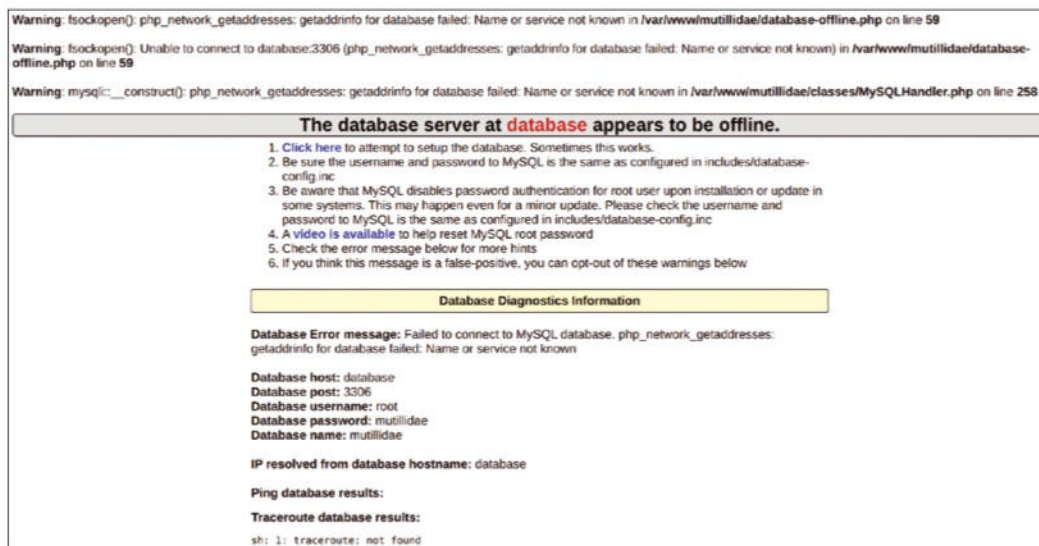 Warning: fsockopen(): php_network_getaddresses: getaddrinfo for database failed: Name or service not known in /var/www/mutillidae/database-offline.php on line 59
Warning: fsockopen(): Unable to connect to database:3306 (php_network_getaddresses: getaddrinfo for database failed: Name or service not known) in /var/www/mutillidae/database-
offline.php on line 59
Warning: mysqli::__construct(): php_network_getaddresses: getaddrinfo for database failed: Name or service not known in /var/www/mutillidae/classes/MySQLHandler.php on line 258
The database server at database appears to be offline.
1. Click here to attempt to setup the database. Sometimes this works.
2. Be sure the username and password to MySQL is the same as configured in includes/database-
config.inc
3. Be aware that MySQL disables password authentication for root user upon installation or update in
some systems. This may happen even for a minor update. Please check the username and
password to MySQL is the same as configured in includes/database-config.inc
4. A video is available to help reset MySQL root password
5. Check the error message below for more hints
6. If you think this message is a false-positive, you can opt-out of these warnings below
Database Diagnostics Information
Database Error message: Failed to connect to MySQL database. php_network_getaddresses:
getaddrinfo for database failed: Name or service not known
Database host: database
Database post: 3306
Database username: root
Database password: mutillidae
Database name: mutillidae
IP resolved from database hostname: database
Ping database results:
Traceroute database results:
sh: 1: traceroute: not found